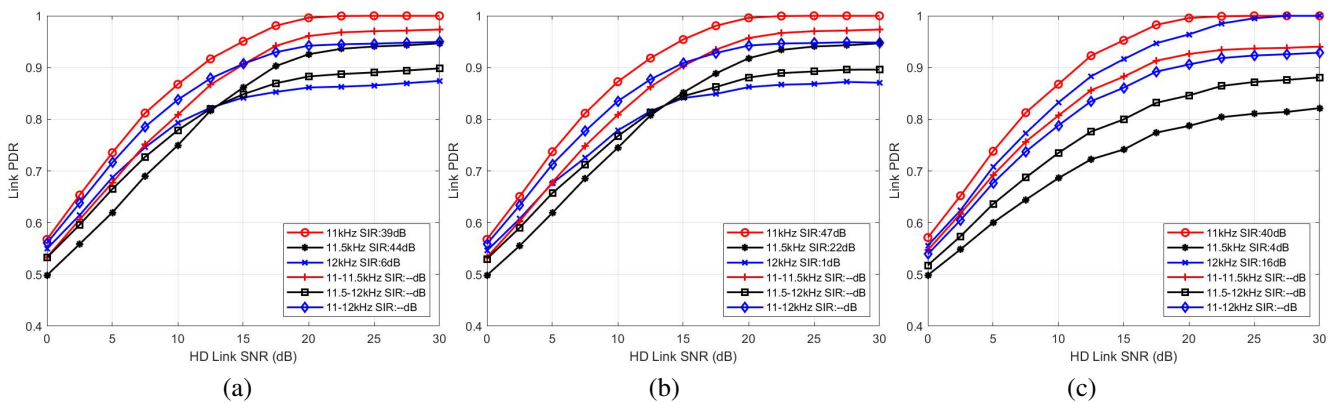 1
0.9
0.8
0.7
0.6
0.5
0.4
Link PDR
11kHz SIR:39dB
11.5kHz SIR:44dB
12kHz SIR:6dB
11-11.5kHz SIR:--dB
11.5-12kHz SIR:--dB
11-12kHz SIR:--dB
0 5 10 15 20 25 30
HD Link SNR (dB)
(a)
1
0.9
0.8
0.7
0.6
0.5
0.4
Link PDR
11kHz SIR:47dB
11.5kHz SIR:22dB
12kHz SIR:1dB
11-11.5kHz SIR:--dB
11.5-12kHz SIR:--dB
11-12kHz SIR:--dB
0 5 10 15 20 25 30
HD Link SNR (dB)
(b)
1
0.9
0.8
0.7
0.6
0.5
0.4
Link PDR
11kHz SIR:40dB
11.5kHz SIR:4dB
12kHz SIR:16dB
11-11.5kHz SIR:--dB
11.5-12kHz SIR:--dB
11-12kHz SIR:--dB
0 5 10 15 20 25 30
HD Link SNR (dB)
(c)